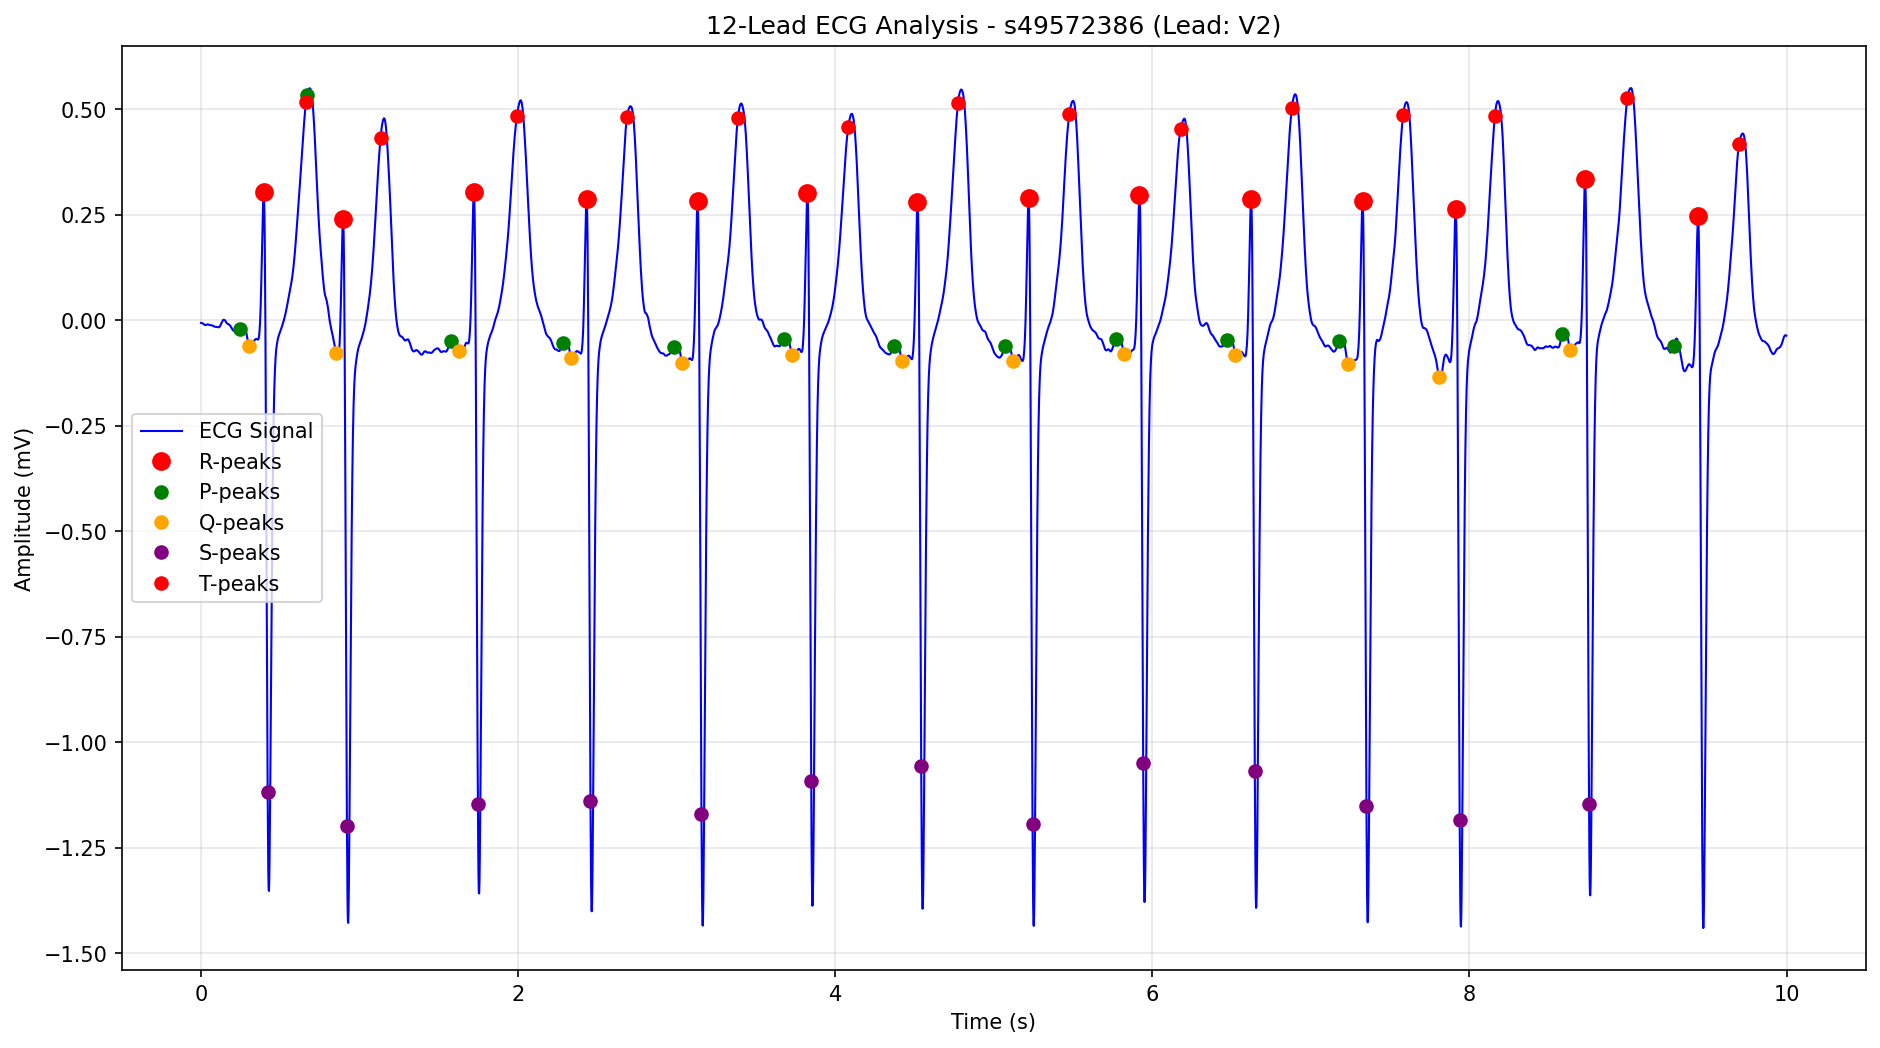 12-Lead ECG Analysis - s49572386 (Lead: V2)
Amplitude (mV)
0.50
0.25
0.00
−0.25
−0.50
−0.75
−1.00
−1.25
−1.50
ECG Signal
R-peaks
P-peaks
Q-peaks
S-peaks
T-peaks
0 2 4 6 8 10
Time (s)